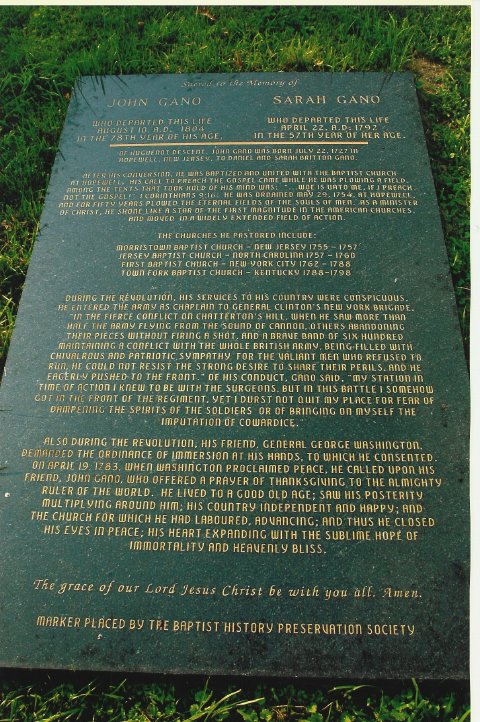 Sacred to the Memory of
JOHN GANO SARAH GANO
WHO DEPARTED THIS LIFE WHO DEPARTED THIS LIFE
AUGUST 10, A.D., 1804 APRIL 22, A.D; 1792
IN THE 78TH YEAR OF HIS AGE, IN THE 57TH YEAR OF HER AGE.
OF HUGUENOT DESCENT, JOHN GANO WAS BORN JULY 22, 1727 IN
HOPEWELL, NEW JERSEY, TO DANIEL AND SARAH BRITTON GANO.
AFTER HIS CONVERSION, HE WAS BAPTIZED AND UNITED WITH THE BAPTIST CHURCH
AT HOPEWELL. HIS CALL TO PREACH THE GOSPEL CAME WHILE HE WAS PLOWING A FIELD.
AMONG THE TEXTS THAT TOOK HOLD OF HIS MIND WAS: "...WOE IS UNTO ME, IF I PREACH
NOT THE GOSPEL" I CORINTHIANS 9:16. HE WAS ORDAINED MAY 29, 1754, AT HOPEWELL,
AND FOR FIFTY YEARS PLOWED THE ETERNAL FIELDS OF THE SOULS OF MEN. AS A MINISTER
OF CHRIST, HE SHONE LIKE A STAR OF THE FIRST MAGNITUDE IN THE AMERICAN CHURCHES,
AND MOVED IN A WIDELY EXTENDED FIELD OF ACTION.
THE CHURCHES HE PASTORED INCLUDE:
MORRISTOWN BAPTIST CHURCH - NEW JERSEY 1755 - 1757
JERSEY BAPTIST CHURCH - NORTH CAROLINA 1757 - 1760
FIRST BAPTIST CHURCH - NEW YORK CITY 1762 - 1788
TOWN FORK BAPTIST CHURCH - KENTUCKY 1788-1798
DURING THE REVOLUTION, HIS SERVICES TO HIS COUNTRY WERE CONSPICUOUS.
HE ENTERED THE ARMY AS CHAPLAIN TO GENERAL CLINTON'S NEW YORK BRIGADE.
"IN THE FIERCE CONFLICT ON CHATTERTON'S HILL, WHEN HE SAW MORE THAN
HALF THE ARMY FLYING FROM THE SOUND OF CANNON, OTHERS ABANDONING
THEIR PIECES WITHOUT FIRING A SHOT, AND A BRAVE BAND OF SIX HUNDRED
MAINTAINING A CONFLICT WITH THE WHOLE BRITISH ARMY, BEING FILLED WITH
CHIVALROUS AND PATRIOTIC SYMPATHY FOR THE VALIANT MEN WHO REFUSED TO
RUN, HE COULD NOT RESIST THE STRONG DESIRE TO SHARE THEIR PERILS, AND HE
EAGERLY PUSHED TO THE FRONT." OF HIS CONDUCT, GANO SAID, "MY STATION IN
TIME OF ACTION I KNEW TO BE WITH THE SURGEONS, BUT IN THIS BATTLE I SOMEHOW
GOT IN THE FRONT OF THE REGIMENT, YET I DURST NOT QUIT MY PLACE FOR FEAR OF
DAMPENING THE SPIRITS OF THE SOLDIERS OR OF BRINGING ON MYSELF THE
IMPUTATION OF COWARDICE."
ALSO DURING THE REVOLUTION, HIS FRIEND, GENERAL GEORGE WASHINGTON,
DEMANDED THE ORDINANCE OF IMMERSION AT HIS HANDS, TO WHICH HE CONSENTED.
ON APRIL 19, 1783, WHEN WASHINGTON PROCLAIMED PEACE, HE CALLED UPON HIS
FRIEND, JOHN GANO, WHO OFFERED A PRAYER OF THANKSGIVING TO THE ALMIGHTY
RULER OF THE WORLD. HE LIVED TO A GOOD OLD AGE; SAW HIS POSTERITY
MULTIPLYING AROUND HIM; HIS COUNTRY INDEPENDENT AND HAPPY; AND
THE CHURCH FOR WHICH HE HAD LABOURED, ADVANCING; AND THUS HE CLOSED
HIS EYES IN PEACE; HIS HEART EXPANDING WITH THE SUBLIME HOPE OF
IMMORTALITY AND HEAVENLY BLISS.
The grace of our Lord Jesus Christ be with you all. Amen.
MARKER PLACED BY THE BAPTIST HISTORY PRESERVATION SOCIETY